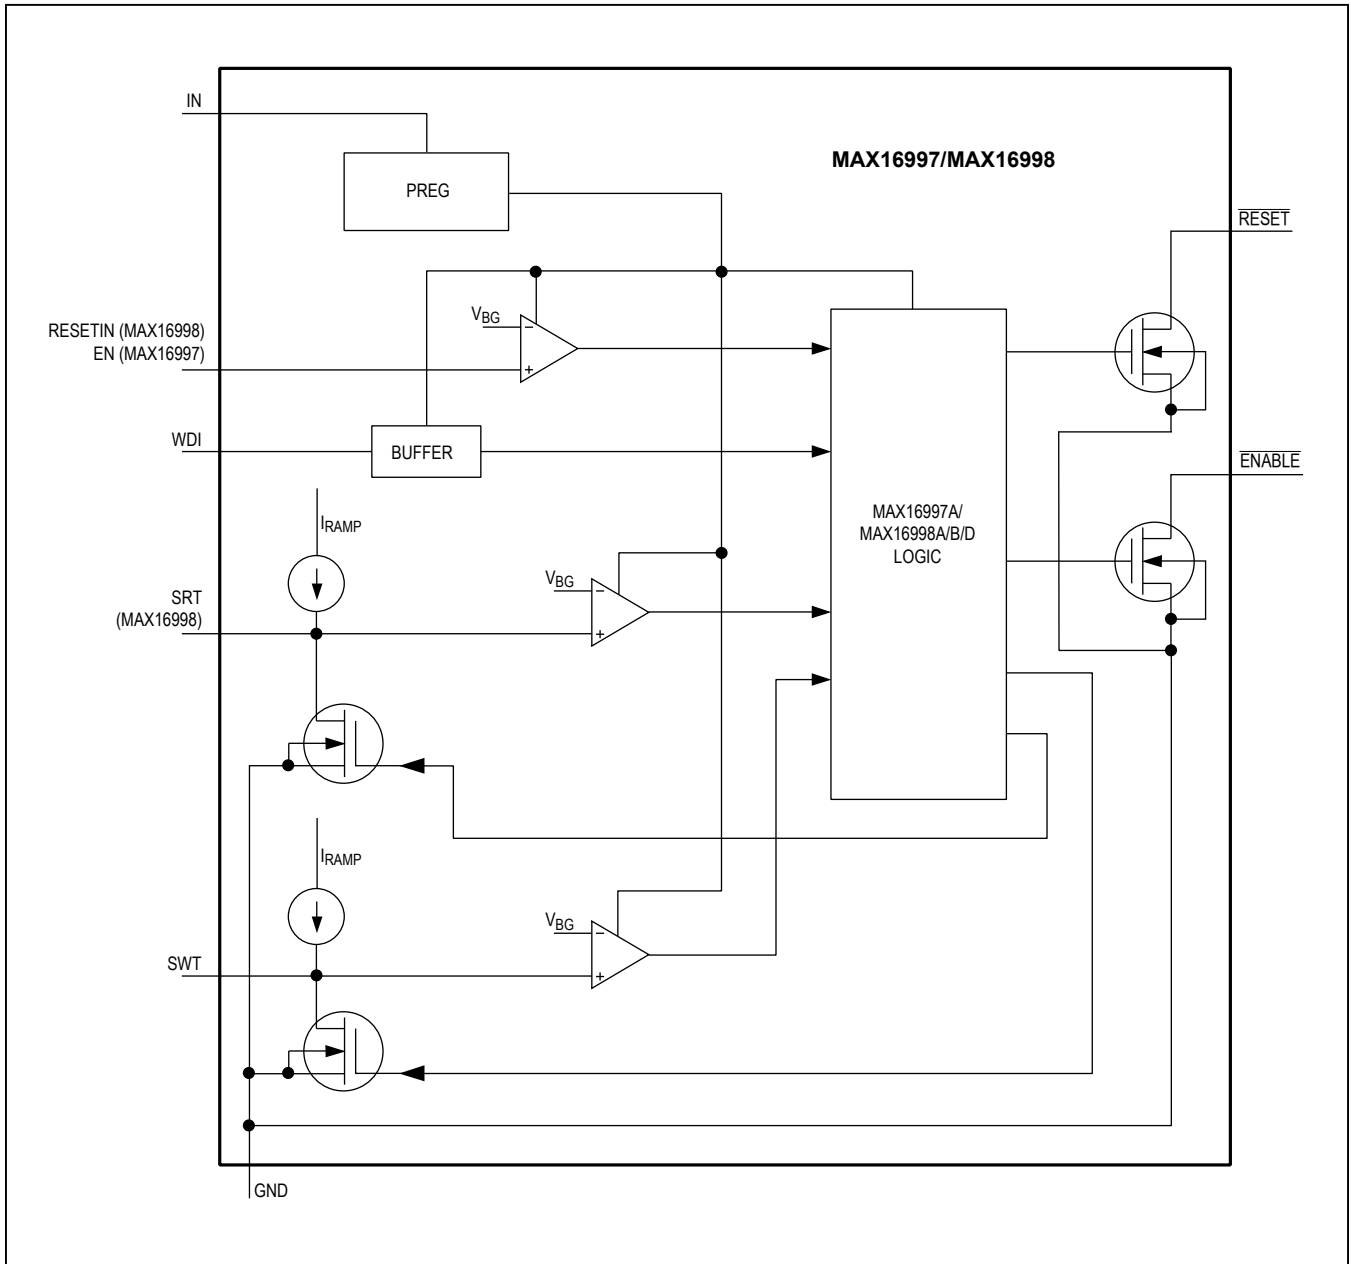 IN
MAX16997/MAX16998
PREG
RESET
VBG
−
RESETIN (MAX16998)
EN (MAX16997)
+
WDI
BUFFER
ENABLE
MAX16997A/
MAX16998A/B/D
LOGIC
IRAMP
VBG
−
SRT
(MAX16998)
+
IRAMP
VBG
−
SWT
+
GND